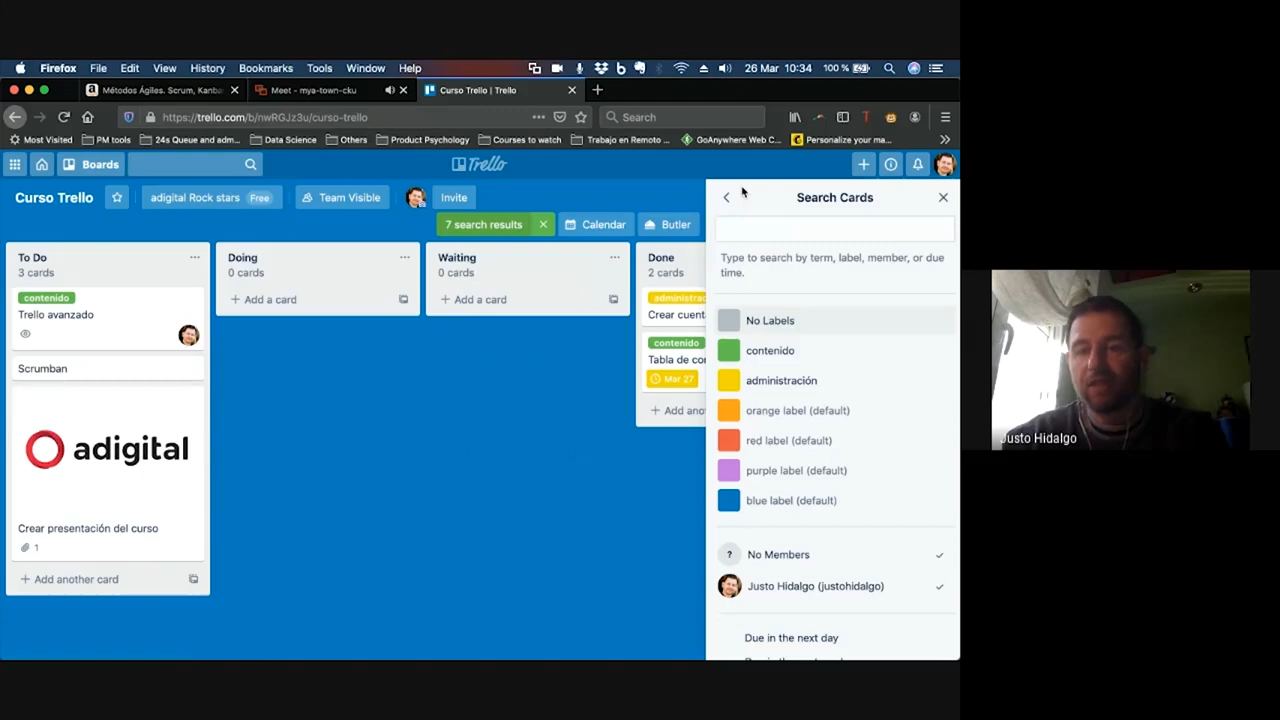 Firefox File Edit View History Bookmarks Tools Window Help 26 Mar 10:34 100 %
Métodos Ágiles. Scrum, Kanba
Meet - mya-town-cku
Curso Trello | Trello
https://trello.com/b/nwRGJz3u/curso-trello
Search
Most Visited PM tools 24s Queue and adm... Data Science Others Product Psychology Courses to watch Trabajo en Remoto ... GoAnywhere Web C... Personalize your ma...
Boards
Trello
Curso Trello adigital Rock stars Free Team Visible Invite
7 search results Calendar Butler
To Do
3 cards
contenido
Trello avanzado
Scrumban
adigital
Crear presentación del curso
1
+ Add another card
Doing
0 cards
+ Add a card
Waiting
0 cards
+ Add a card
Done
2 cards
administrac
Crear cuent
contenido
Tabla de co
Mar 27
+ Add ano
Search Cards
Type to search by term, label, member, or due
time.
No Labels
contenido
administración
orange label (default)
red label (default)
purple label (default)
blue label (default)
? No Members
Justo Hidalgo (justohidalgo)
Due in the next day
Justo Hidalgo